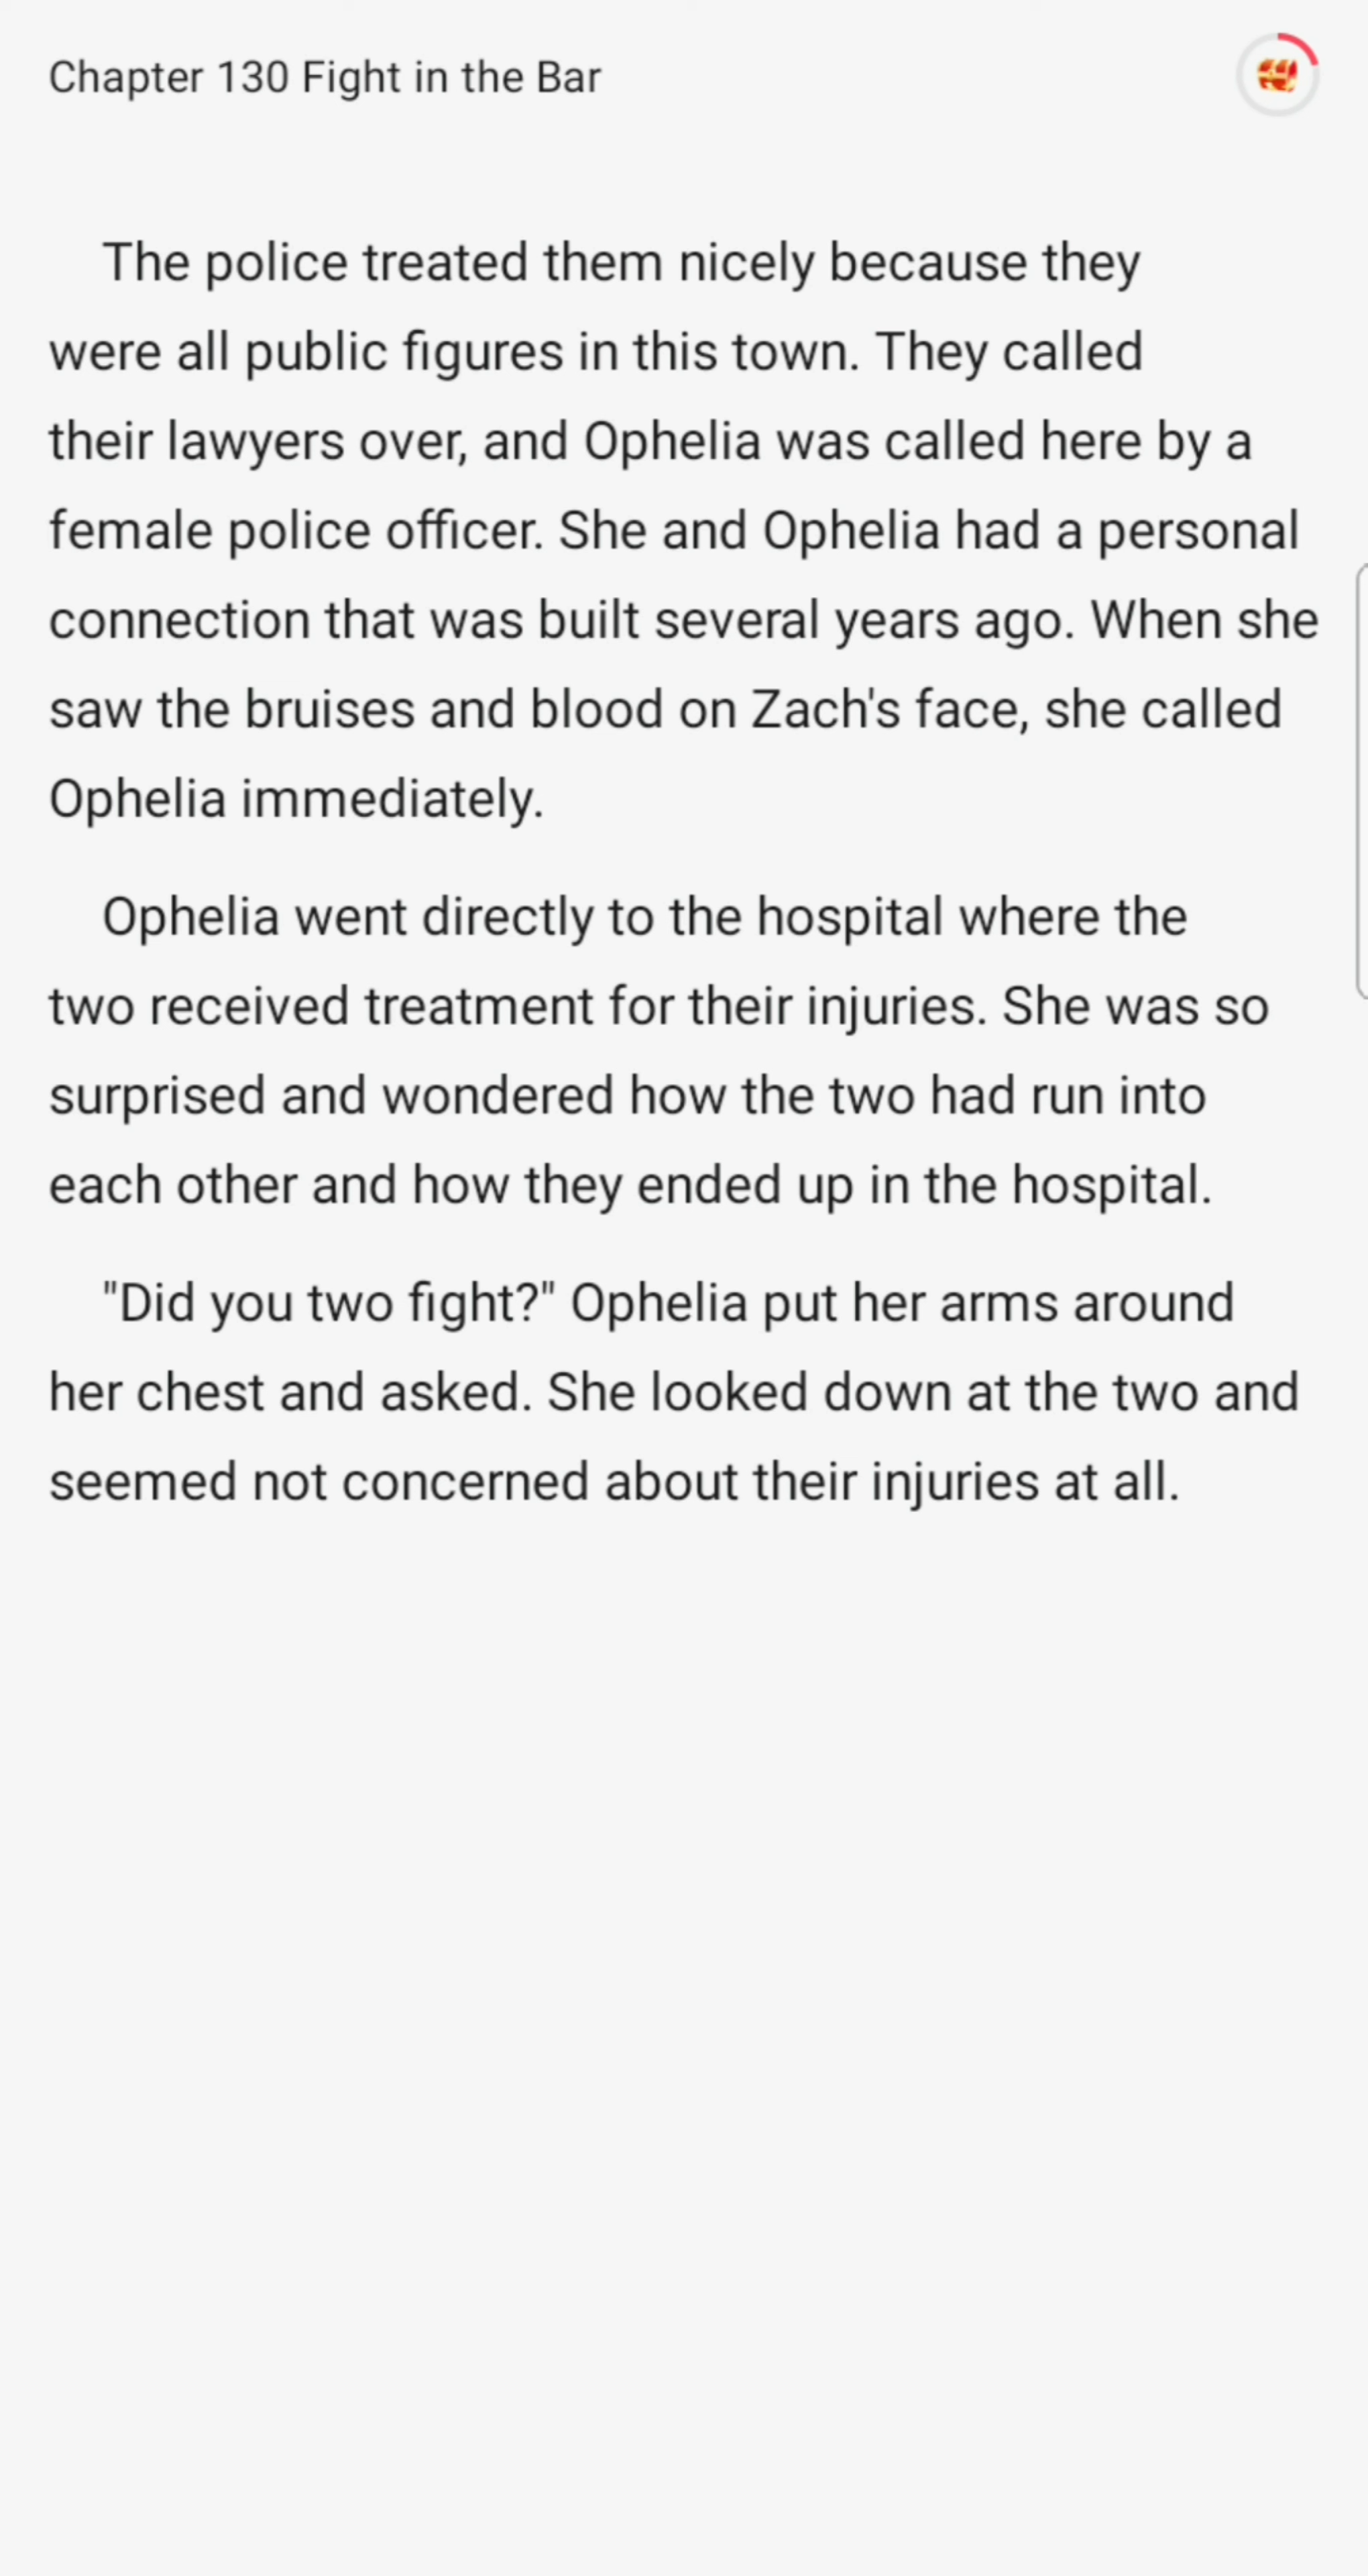 Chapter 130 Fight in the Bar
The police treated them nicely because they
were all public figures in this town. They called
their lawyers over, and Ophelia was called here by a
female police officer. She and Ophelia had a personal
connection that was built several years ago. When she
saw the bruises and blood on Zach's face, she called
Ophelia immediately.
Ophelia went directly to the hospital where the
two received treatment for their injuries. She was so
surprised and wondered how the two had run into
each other and how they ended up in the hospital.
"Did you two fight?" Ophelia put her arms around
her chest and asked. She looked down at the two and
seemed not concerned about their injuries at all.